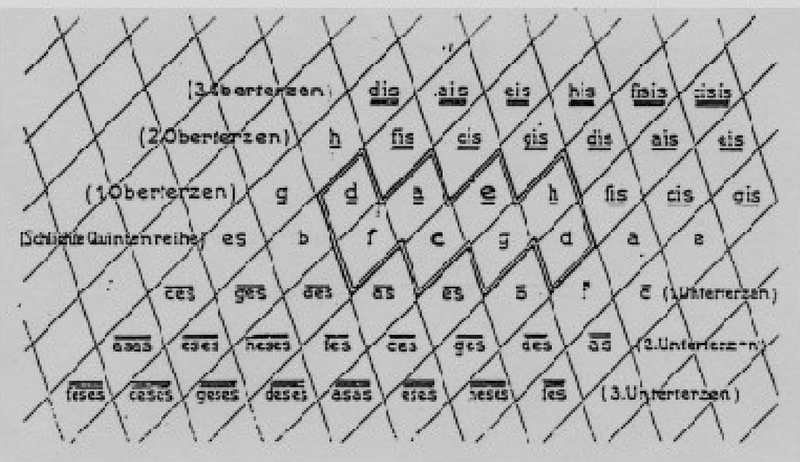 (3.Oberterzen) dis ais eis his fisis cisis
(2.Oberterzen) h fis cis gis dis ais eis
(1.Oberterzen) g d a e h fis cis gis
(Schlichte Quintenreihe) es b f c g d a e
ces ges des as es b f c (1.Unterterzen)
asas eses heses fes ces ges des as (2.Unterterzen)
feses ceses geses deses asas eses heses fes (3.Unterterzen)